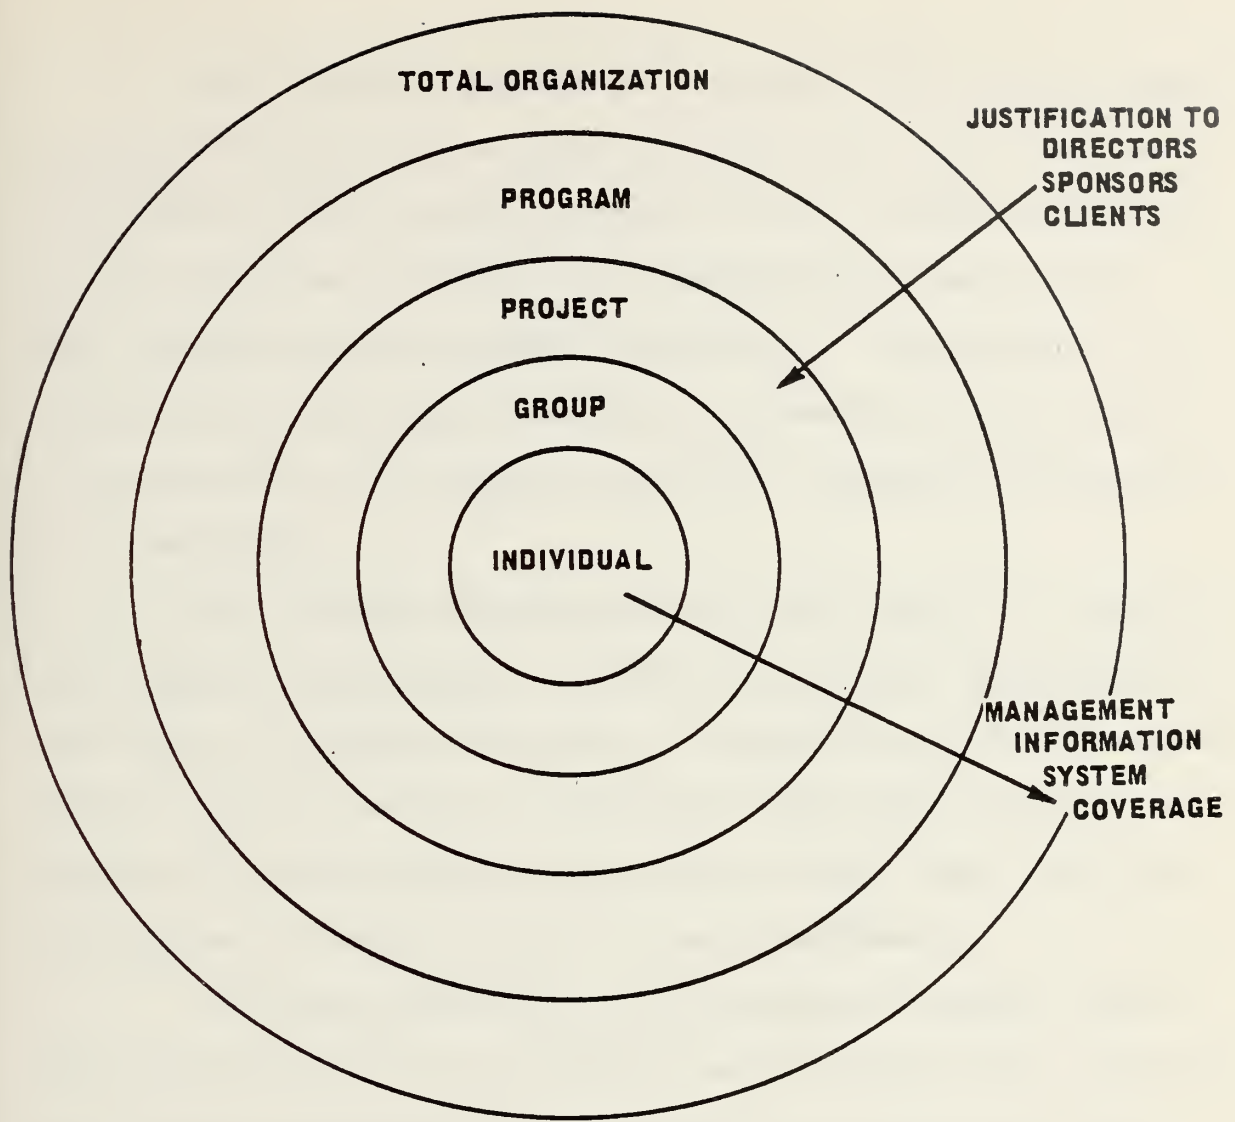 TOTAL ORGANIZATION
JUSTIFICATION TO
DIRECTORS
SPONSORS
CLIENTS
PROGRAM
PROJECT
GROUP
INDIVIDUAL
MANAGEMENT
INFORMATION
SYSTEM
COVERAGE